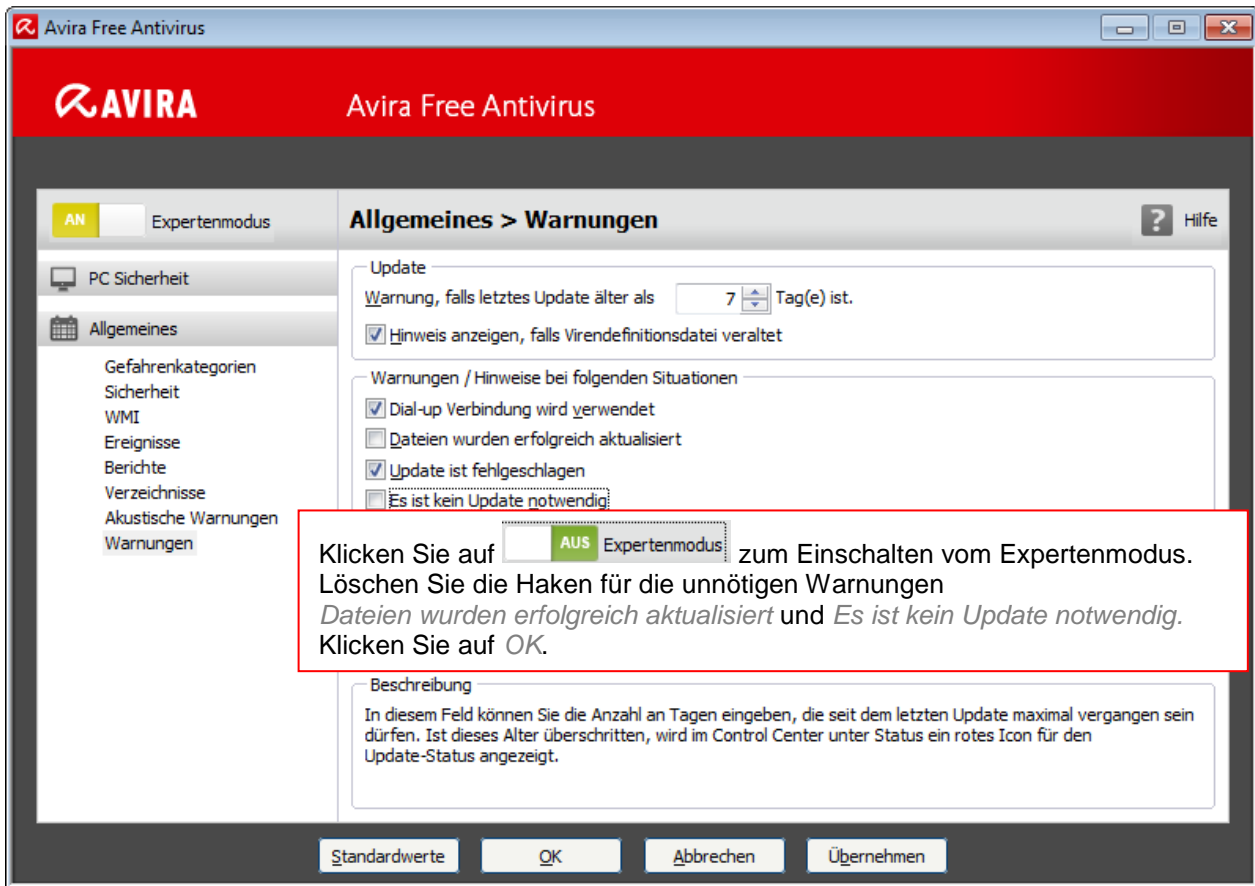 Avira Free Antivirus
AVIRA
Avira Free Antivirus
AN Expertenmodus
PC Sicherheit
Allgemeines
Gefahrenkategorien
Sicherheit
WMI
Ereignisse
Berichte
Verzeichnisse
Akustische Warnungen
Warnungen
Allgemeines > Warnungen
? Hilfe
Update
Warnung, falls letztes Update älter als 7 Tag(e) ist.
Hinweis anzeigen, falls Virendefinitionsdatei veraltet
Warnungen / Hinweise bei folgenden Situationen
Dial-up Verbindung wird verwendet
Dateien wurden erfolgreich aktualisiert
Update ist fehlgeschlagen
Es ist kein Update notwendig
Klicken Sie auf AUS Expertenmodus zum Einschalten vom Expertenmodus.
Löschen Sie die Haken für die unnötigen Warnungen
Dateien wurden erfolgreich aktualisiert und Es ist kein Update notwendig.
Klicken Sie auf OK.
Beschreibung
In diesem Feld können Sie die Anzahl an Tagen eingeben, die seit dem letzten Update maximal vergangen sein
dürfen. Ist dieses Alter überschritten, wird im Control Center unter Status ein rotes Icon für den
Update-Status angezeigt.
Standardwerte
OK
Abbrechen
Übernehmen